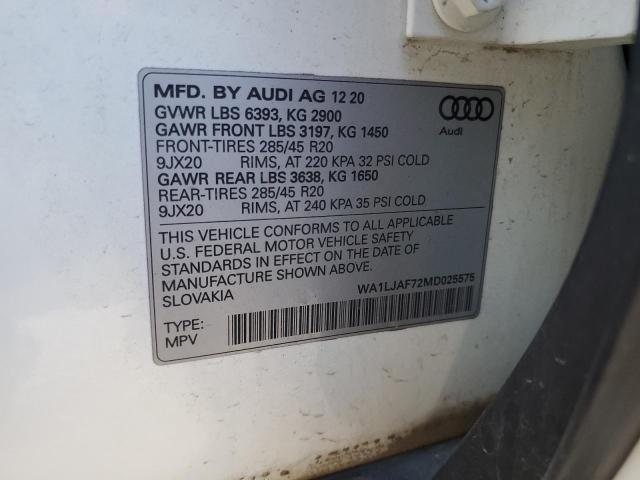 MFD. BY AUDI AG 12 20
GVWR LBS 6393, KG 2900
GAWR FRONT LBS 3197, KG 1450
FRONT-TIRES 285/45 R20
9JX20 RIMS, AT 220 KPA 32 PSI COLD
GAWR REAR LBS 3638, KG 1650
REAR-TIRES 285/45 R20
9JX20 RIMS, AT 240 KPA 35 PSI COLD
Audi
THIS VEHICLE CONFORMS TO ALL APPLICABLE
U.S. FEDERAL MOTOR VEHICLE SAFETY
STANDARDS IN EFFECT ON THE DATE OF
MANUFACTURE SHOWN ABOVE.
SLOVAKIA
WA1LJAF72MD025575
TYPE:
MPV